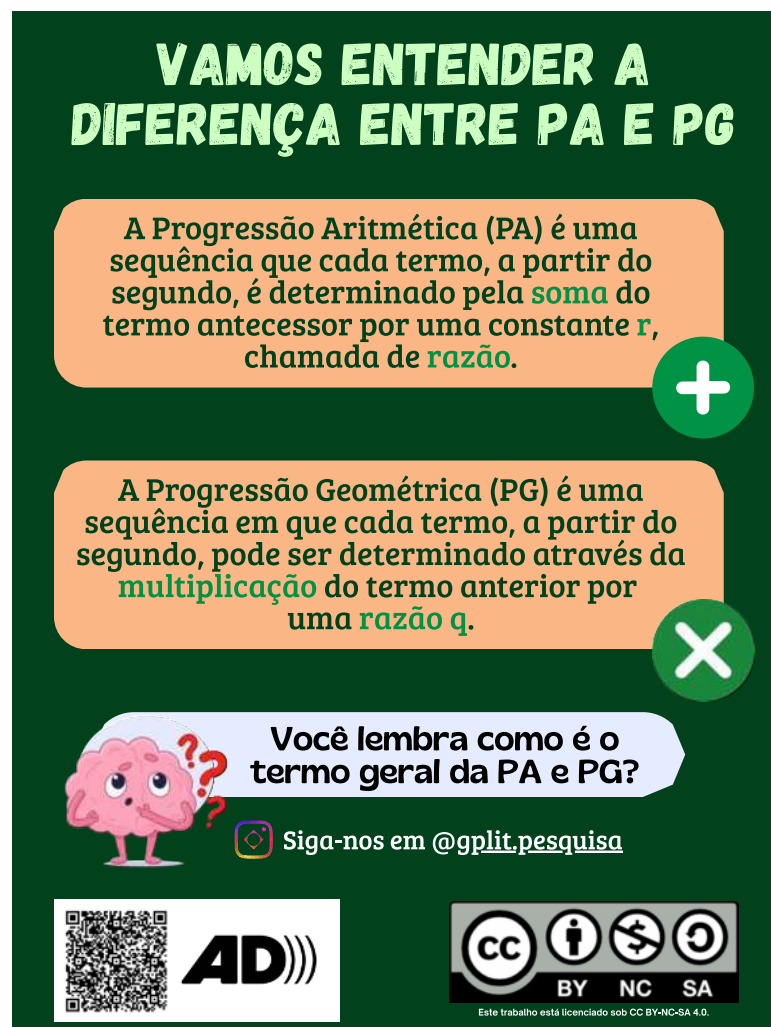 VAMOS ENTENDER A
DIFERENÇA ENTRE PA E PG
A Progressão Aritmética (PA) é uma
sequência que cada termo, a partir do
segundo, é determinado pela soma do
termo antecessor por uma constante r,
chamada de razão.
A Progressão Geométrica (PG) é uma
sequência em que cada termo, a partir do
segundo, pode ser determinado através da
multiplicação do termo anterior por
uma razão q.
Você lembra como é o
termo geral da PA e PG?
Siga-nos em @gplit.pesquisa
AD)))
CC BY NC SA
Este trabalho está licenciado sob CC BY-NC-SA 4.0.